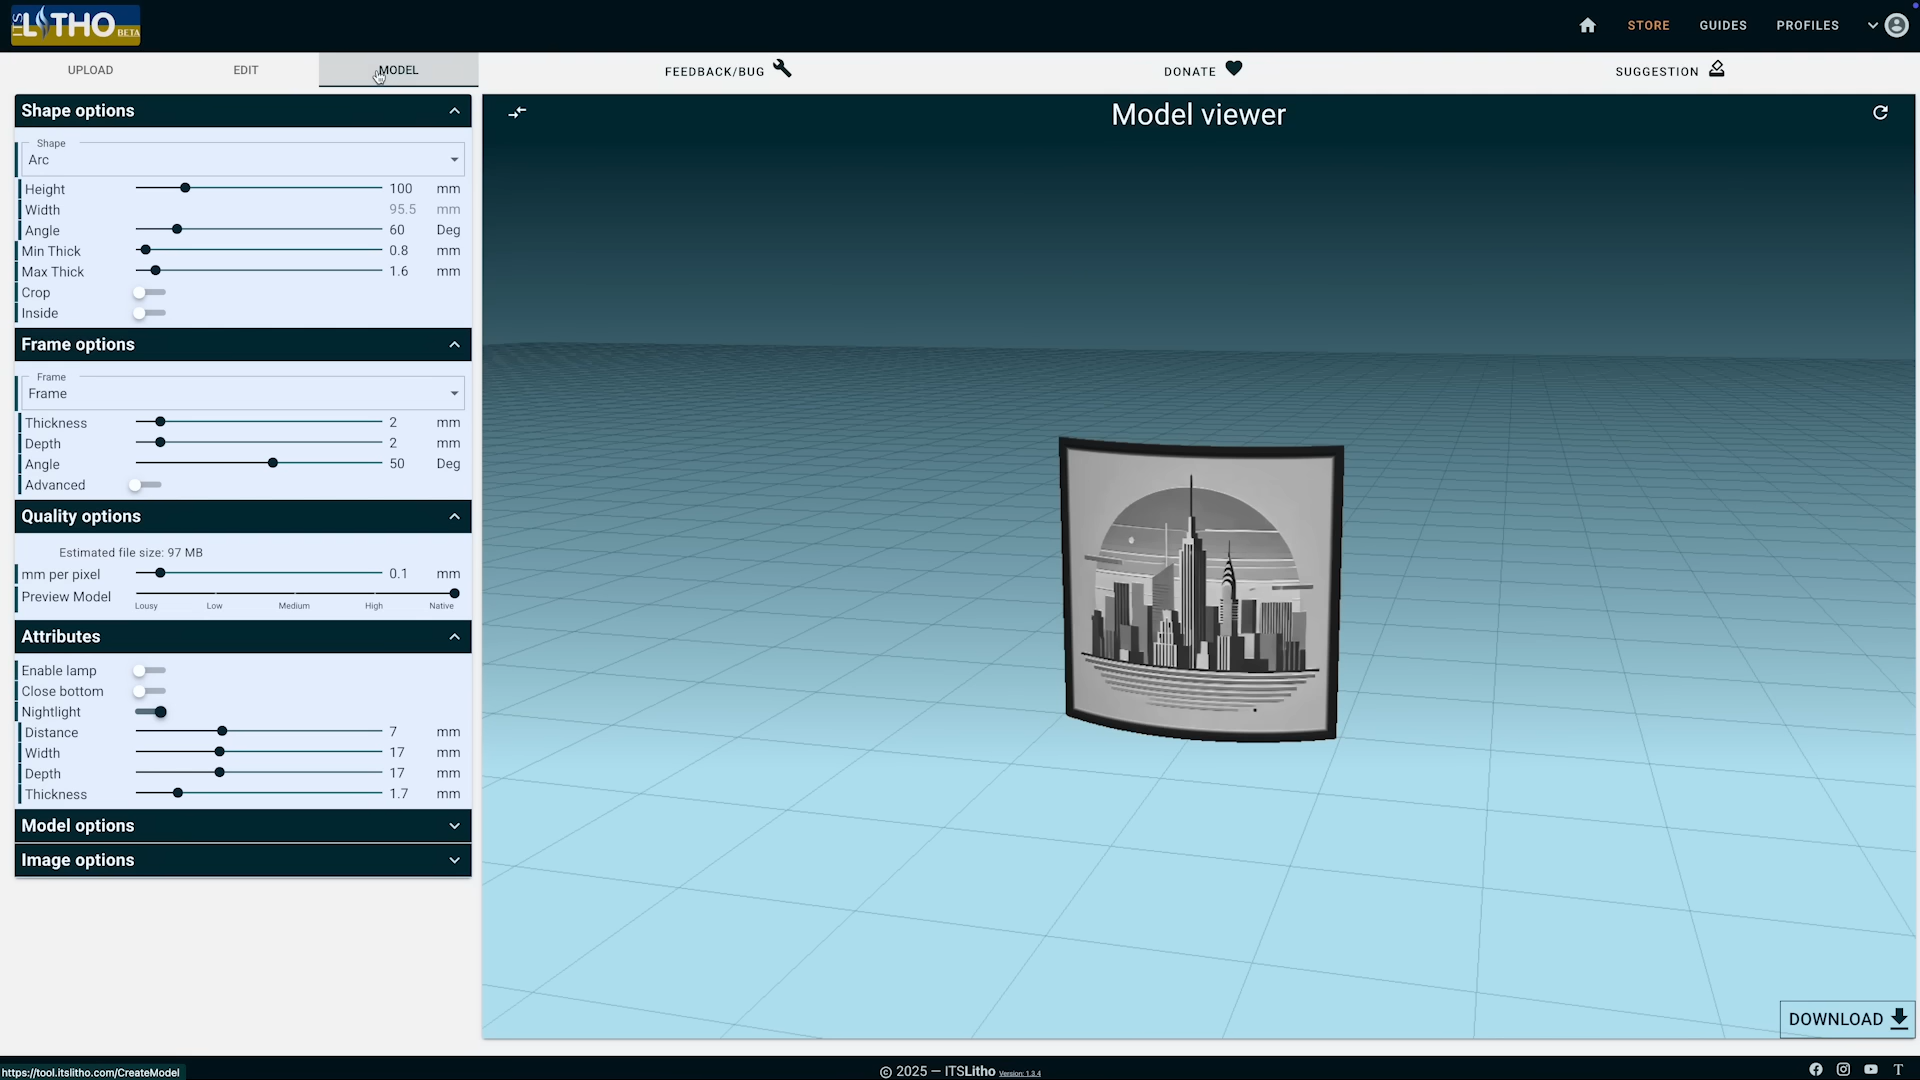 ITS LITHO BETA
STORE
GUIDES
PROFILES
UPLOAD
EDIT
MODEL
FEEDBACK/BUG
DONATE
SUGGESTION
Shape options
Shape
Arc
Height 100 mm
Width 95.5 mm
Angle 60 Deg
Min Thick 0.8 mm
Max Thick 1.6 mm
Crop
Inside
Frame options
Frame
Frame
Thickness 2 mm
Depth 2 mm
Angle 50 Deg
Advanced
Quality options
Estimated file size: 97 MB
mm per pixel 0.1 mm
Preview Model
Lousy Low Medium High Native
Attributes
Enable lamp
Close bottom
Nightlight
Distance 7 mm
Width 17 mm
Depth 17 mm
Thickness 1.7 mm
Model options
Image options
Model viewer
DOWNLOAD
https://tool.itslitho.com/CreateModel
© 2025 — ITSLitho Version: 1.3.4